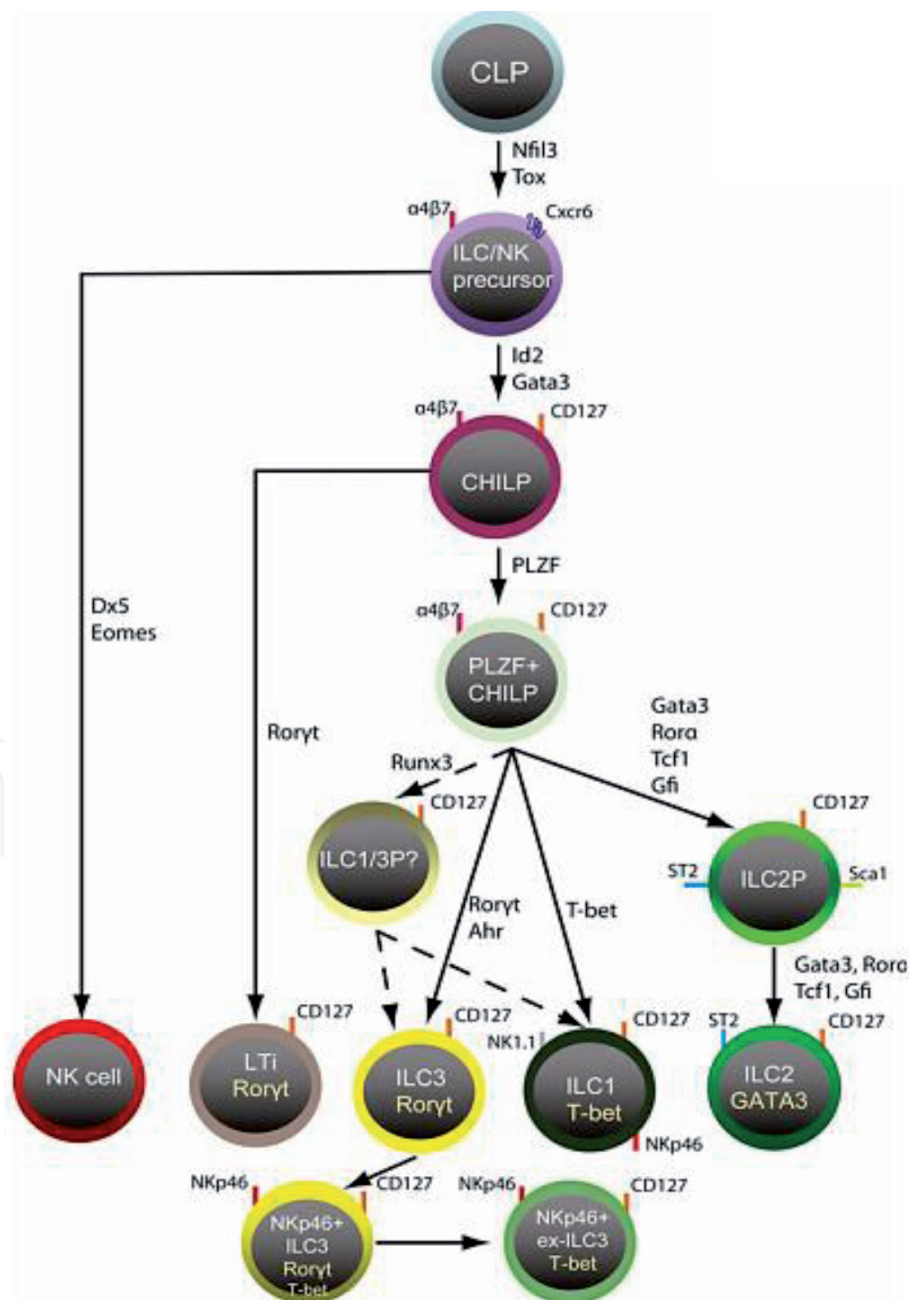 CLP
Nfil3
Tox
α4β7
Cxcr6
ILC/NK
precursor
Id2
Gata3
α4β7
CD127
CHILP
PLZF
α4β7
CD127
PLZF+
CHILP
Dx5
Eomes
Rorγt
Runx3
Gata3
Rorα
Tcf1
Gfi
CD127
ILC1/3P?
CD127
ST2
ILC2P
Sca1
Rorγt
Ahr
T-bet
Gata3, Rorα
Tcf1, Gfi
NK cell
CD127
LTi
Rorγt
CD127
ILC3
Rorγt
NK1.1
CD127
ILC1
T-bet
NKp46
ST2
CD127
ILC2
GATA3
NKp46
CD127
NKp46+
ILC3
Rorγt
T-bet
NKp46
CD127
NKp46+
ex-ILC3
T-bet